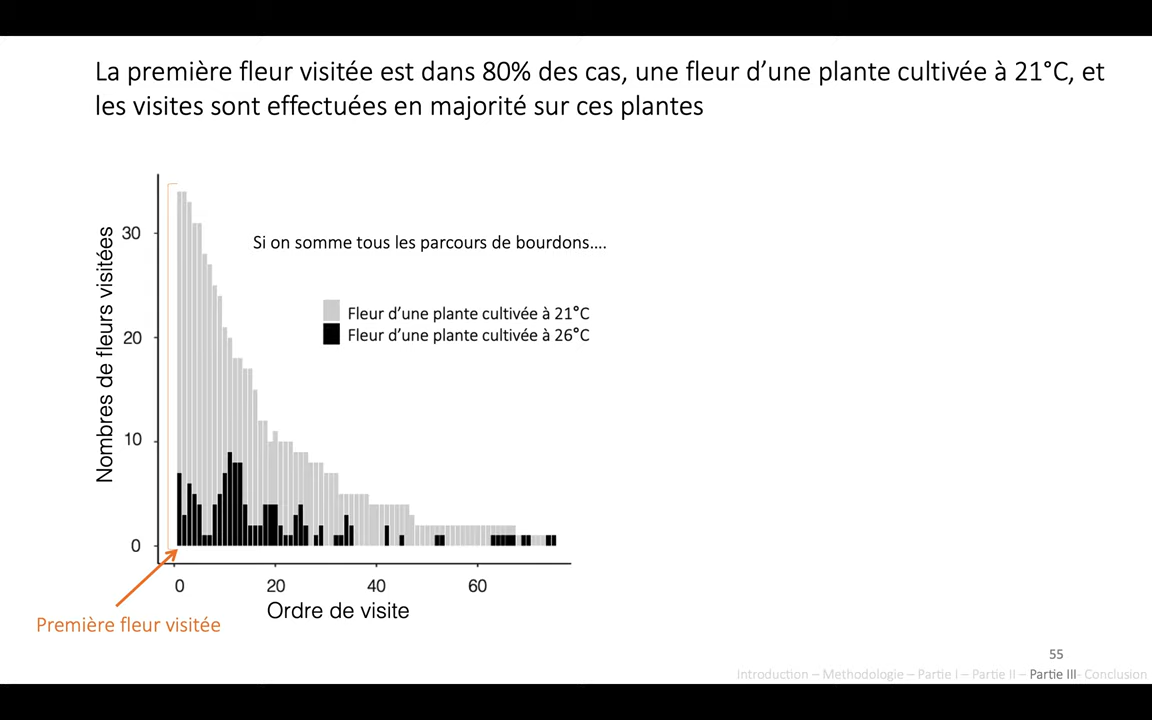 La première fleur visitée est dans 80% des cas, une fleur d’une plante cultivée à 21°C, et
les visites sont effectuées en majorité sur ces plantes
Si on somme tous les parcours de bourdons....
Fleur d’une plante cultivée à 21°C
Fleur d’une plante cultivée à 26°C
Nombres de fleurs visitées
30
20
10
0
0 20 40 60
Ordre de visite
Première fleur visitée
55
Introduction – Methodologie – Partie I – Partie II – Partie III- Conclusion